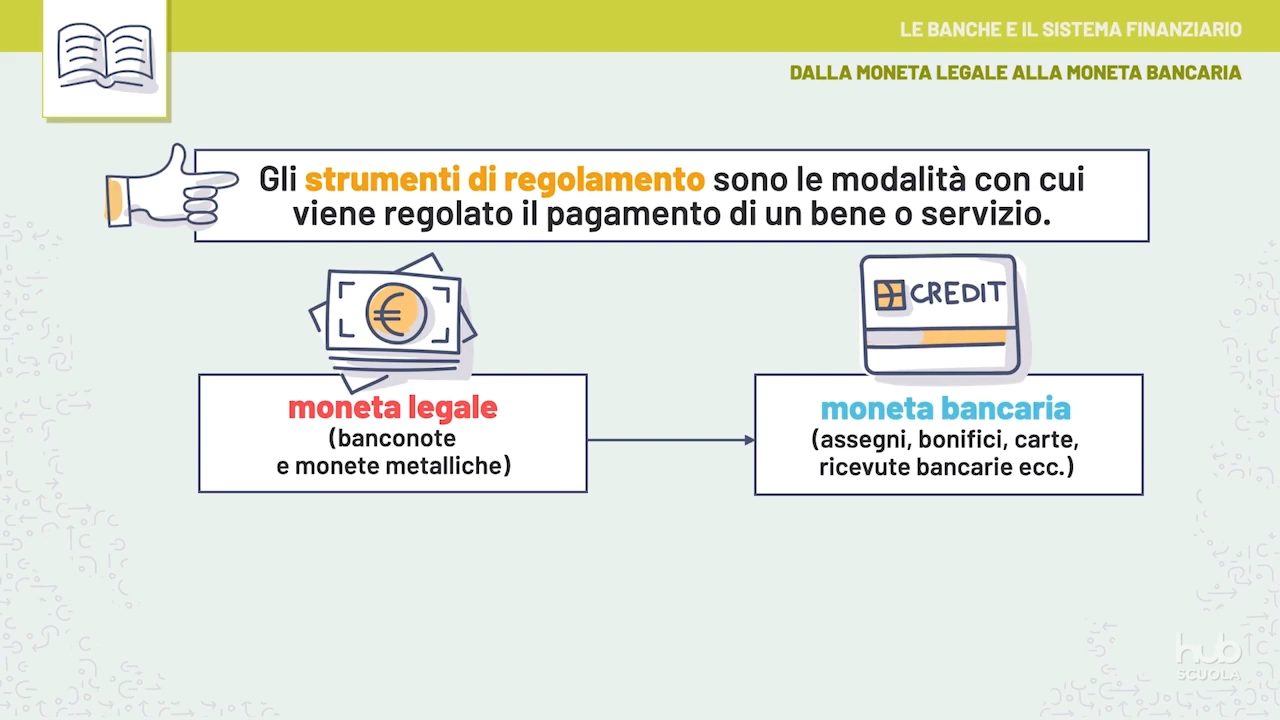 LE BANCHE E IL SISTEMA FINANZIARIO
DALLA MONETA LEGALE ALLA MONETA BANCARIA
Gli strumenti di regolamento sono le modalità con cui
viene regolato il pagamento di un bene o servizio.
€
CREDIT
moneta legale
(banconote
e monete metalliche)
moneta bancaria
(assegni, bonifici, carte,
ricevute bancarie ecc.)
hub
SCUOLA